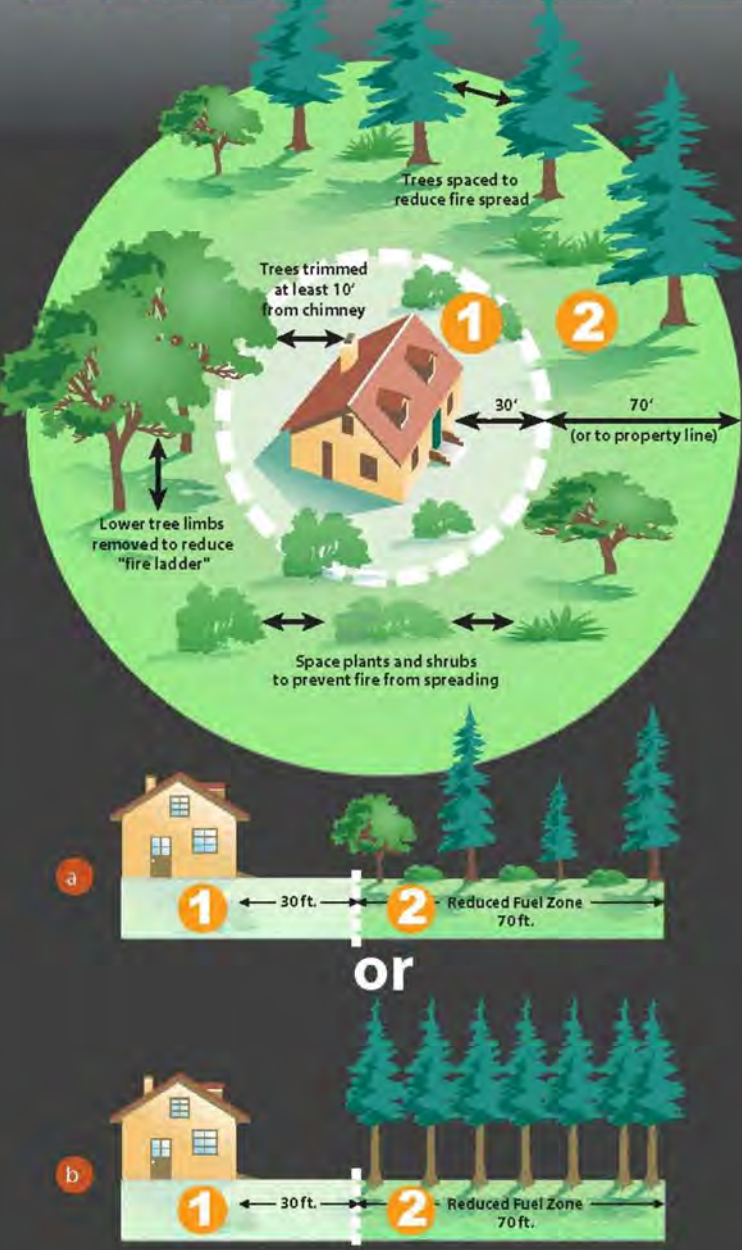 Trees spaced to
reduce fire spread
Trees trimmed
at least 10'
from chimney
1
2
30'
70'
(or to property line)
Lower tree limbs
removed to reduce
"fire ladder"
Space plants and shrubs
to prevent fire from spreading
a
1
30 ft.
2
Reduced Fuel Zone
70 ft.
or
b
1
30 ft.
2
Reduced Fuel Zone
70 ft.